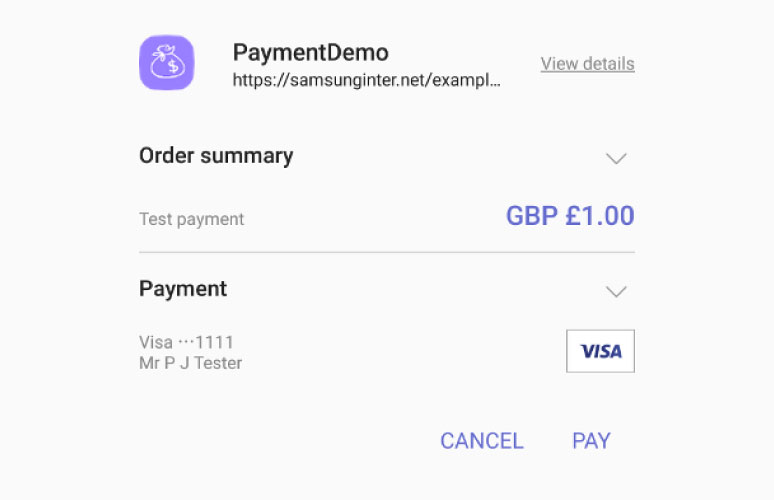 PaymentDemo
https://samsunginter.net/exampl...
View details
Order summary
Test payment
GBP £1.00
Payment
Visa ···1111
Mr P J Tester
VISA
CANCEL
PAY